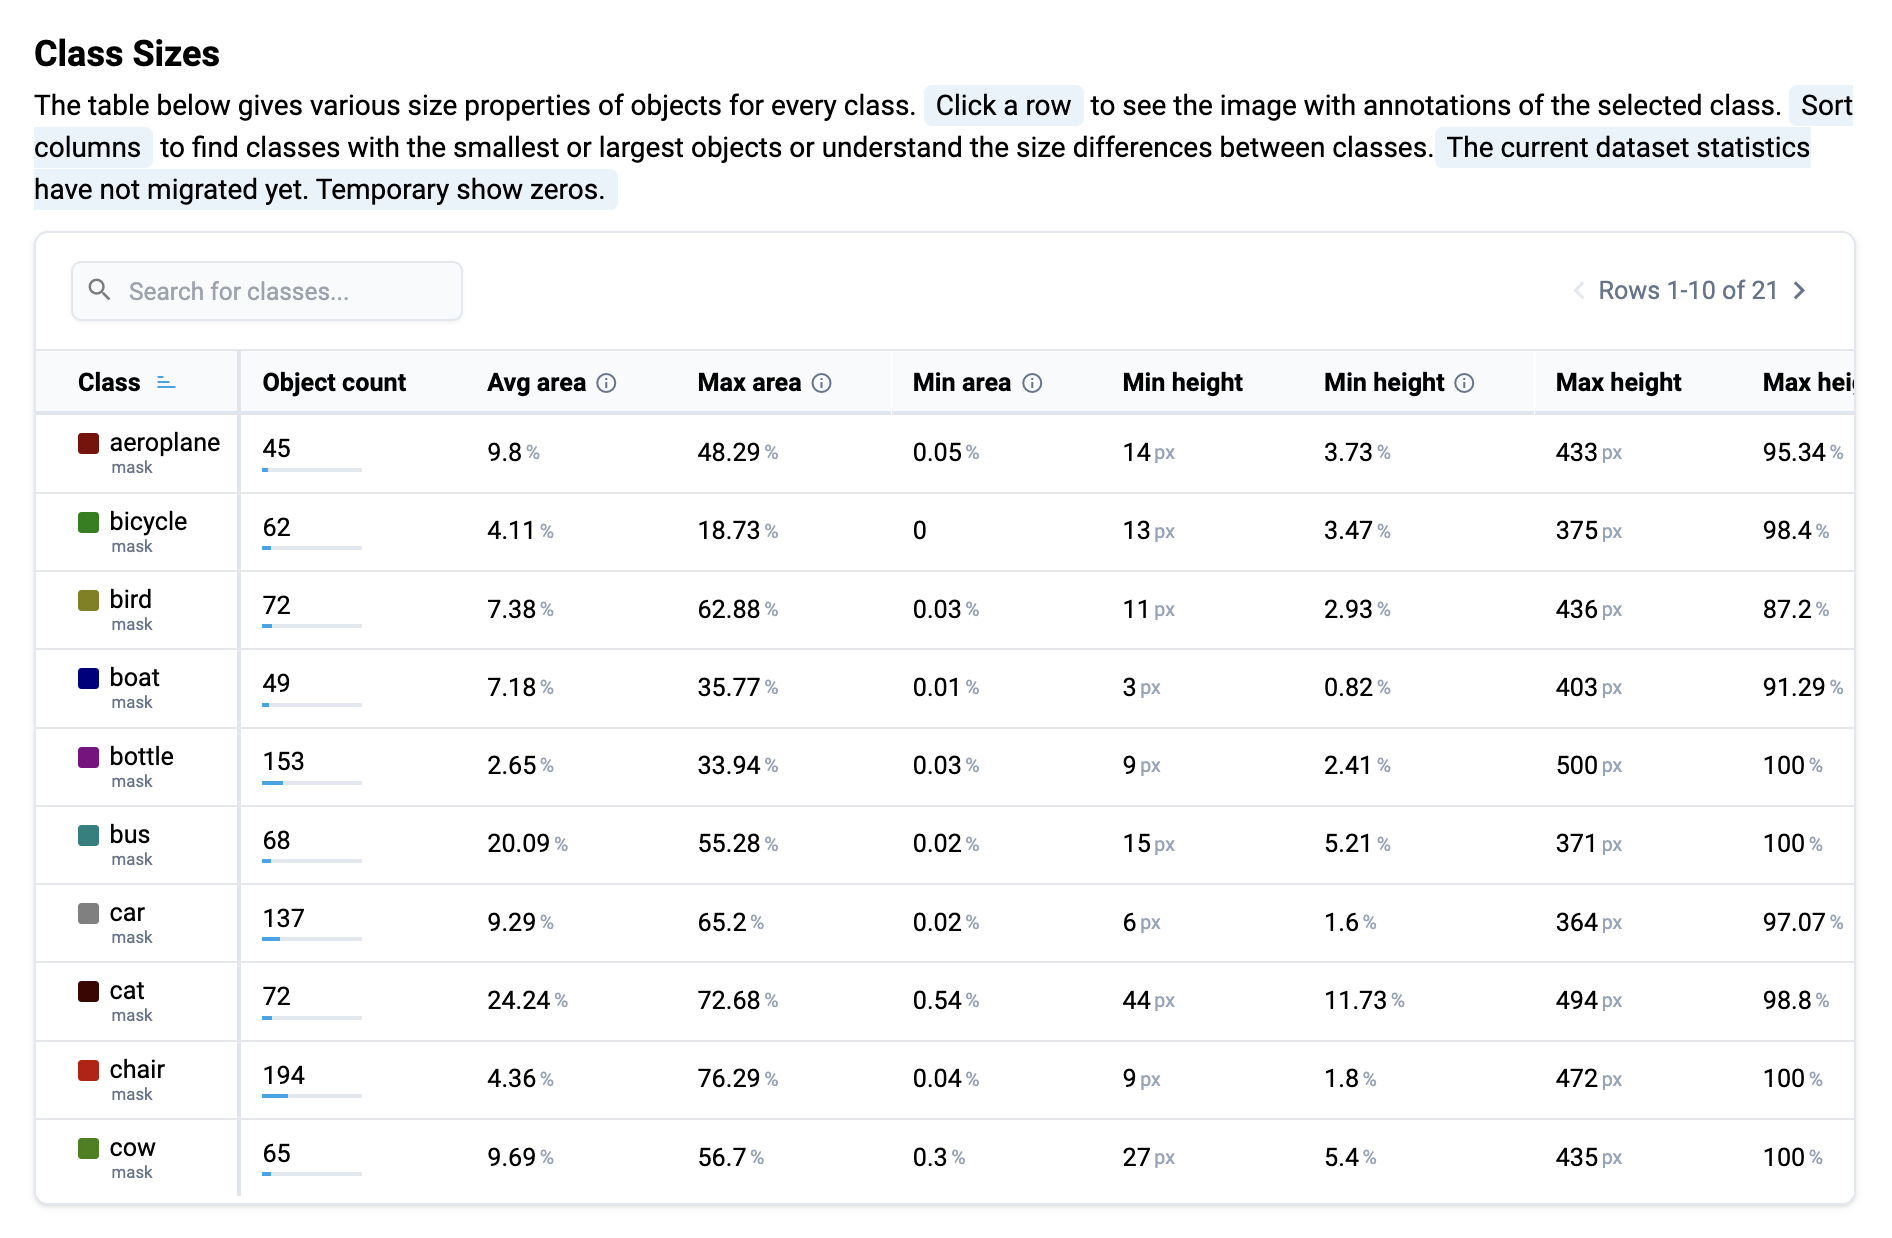 Class Sizes
The table below gives various size properties of objects for every class. Click a row to see the image with annotations of the selected class. Sort
columns to find classes with the smallest or largest objects or understand the size differences between classes. The current dataset statistics
have not migrated yet. Temporary show zeros.
Search for classes... Rows 1-10 of 21
Class Object count Avg area Max area Min area Min height Min height Max height Max hei
aeroplane 45 9.8 % 48.29 % 0.05 % 14 px 3.73 % 433 px 95.34 %
mask
bicycle 62 4.11 % 18.73 % 0 13 px 3.47 % 375 px 98.4 %
mask
bird 72 7.38 % 62.88 % 0.03 % 11 px 2.93 % 436 px 87.2 %
mask
boat 49 7.18 % 35.77 % 0.01 % 3 px 0.82 % 403 px 91.29 %
mask
bottle 153 2.65 % 33.94 % 0.03 % 9 px 2.41 % 500 px 100 %
mask
bus 68 20.09 % 55.28 % 0.02 % 15 px 5.21 % 371 px 100 %
mask
car 137 9.29 % 65.2 % 0.02 % 6 px 1.6 % 364 px 97.07 %
mask
cat 72 24.24 % 72.68 % 0.54 % 44 px 11.73 % 494 px 98.8 %
mask
chair 194 4.36 % 76.29 % 0.04 % 9 px 1.8 % 472 px 100 %
mask
cow 65 9.69 % 56.7 % 0.3 % 27 px 5.4 % 435 px 100 %
mask